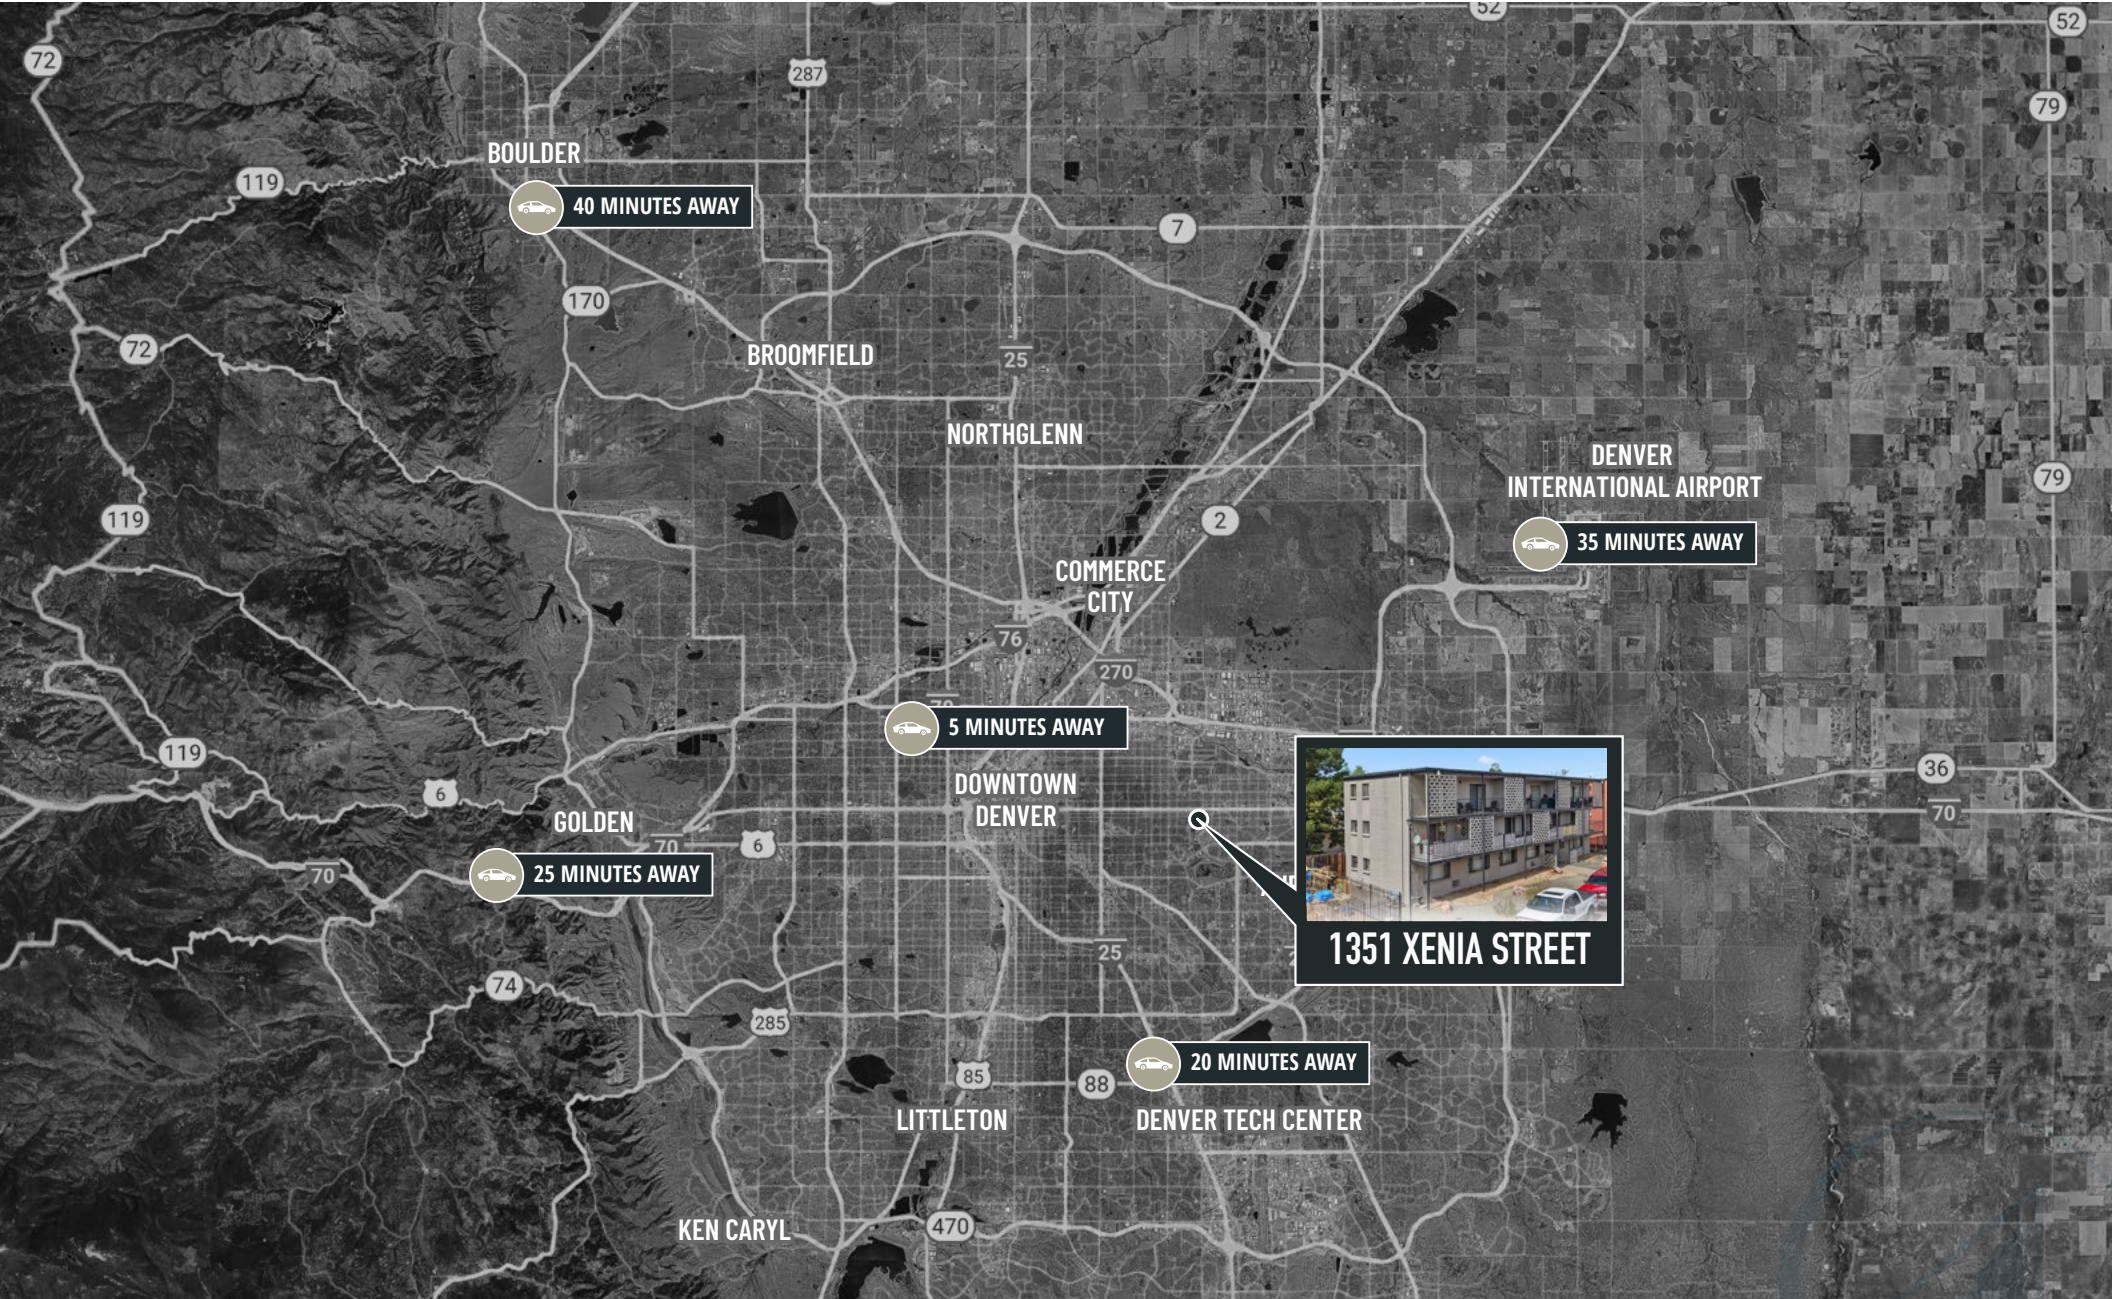 52
52
72
287
79
BOULDER
119
40 MINUTES AWAY
7
170
72
BROOMFIELD
25
NORTHGLENN
DENVER
INTERNATIONAL AIRPORT
79
119
2
35 MINUTES AWAY
COMMERCE
CITY
76
270
70
5 MINUTES AWAY
119
36
6
DOWNTOWN
DENVER
70
GOLDEN
70
6
25 MINUTES AWAY
70
1351 XENIA STREET
25
74
285
20 MINUTES AWAY
85
88
LITTLETON
DENVER TECH CENTER
KEN CARYL
470